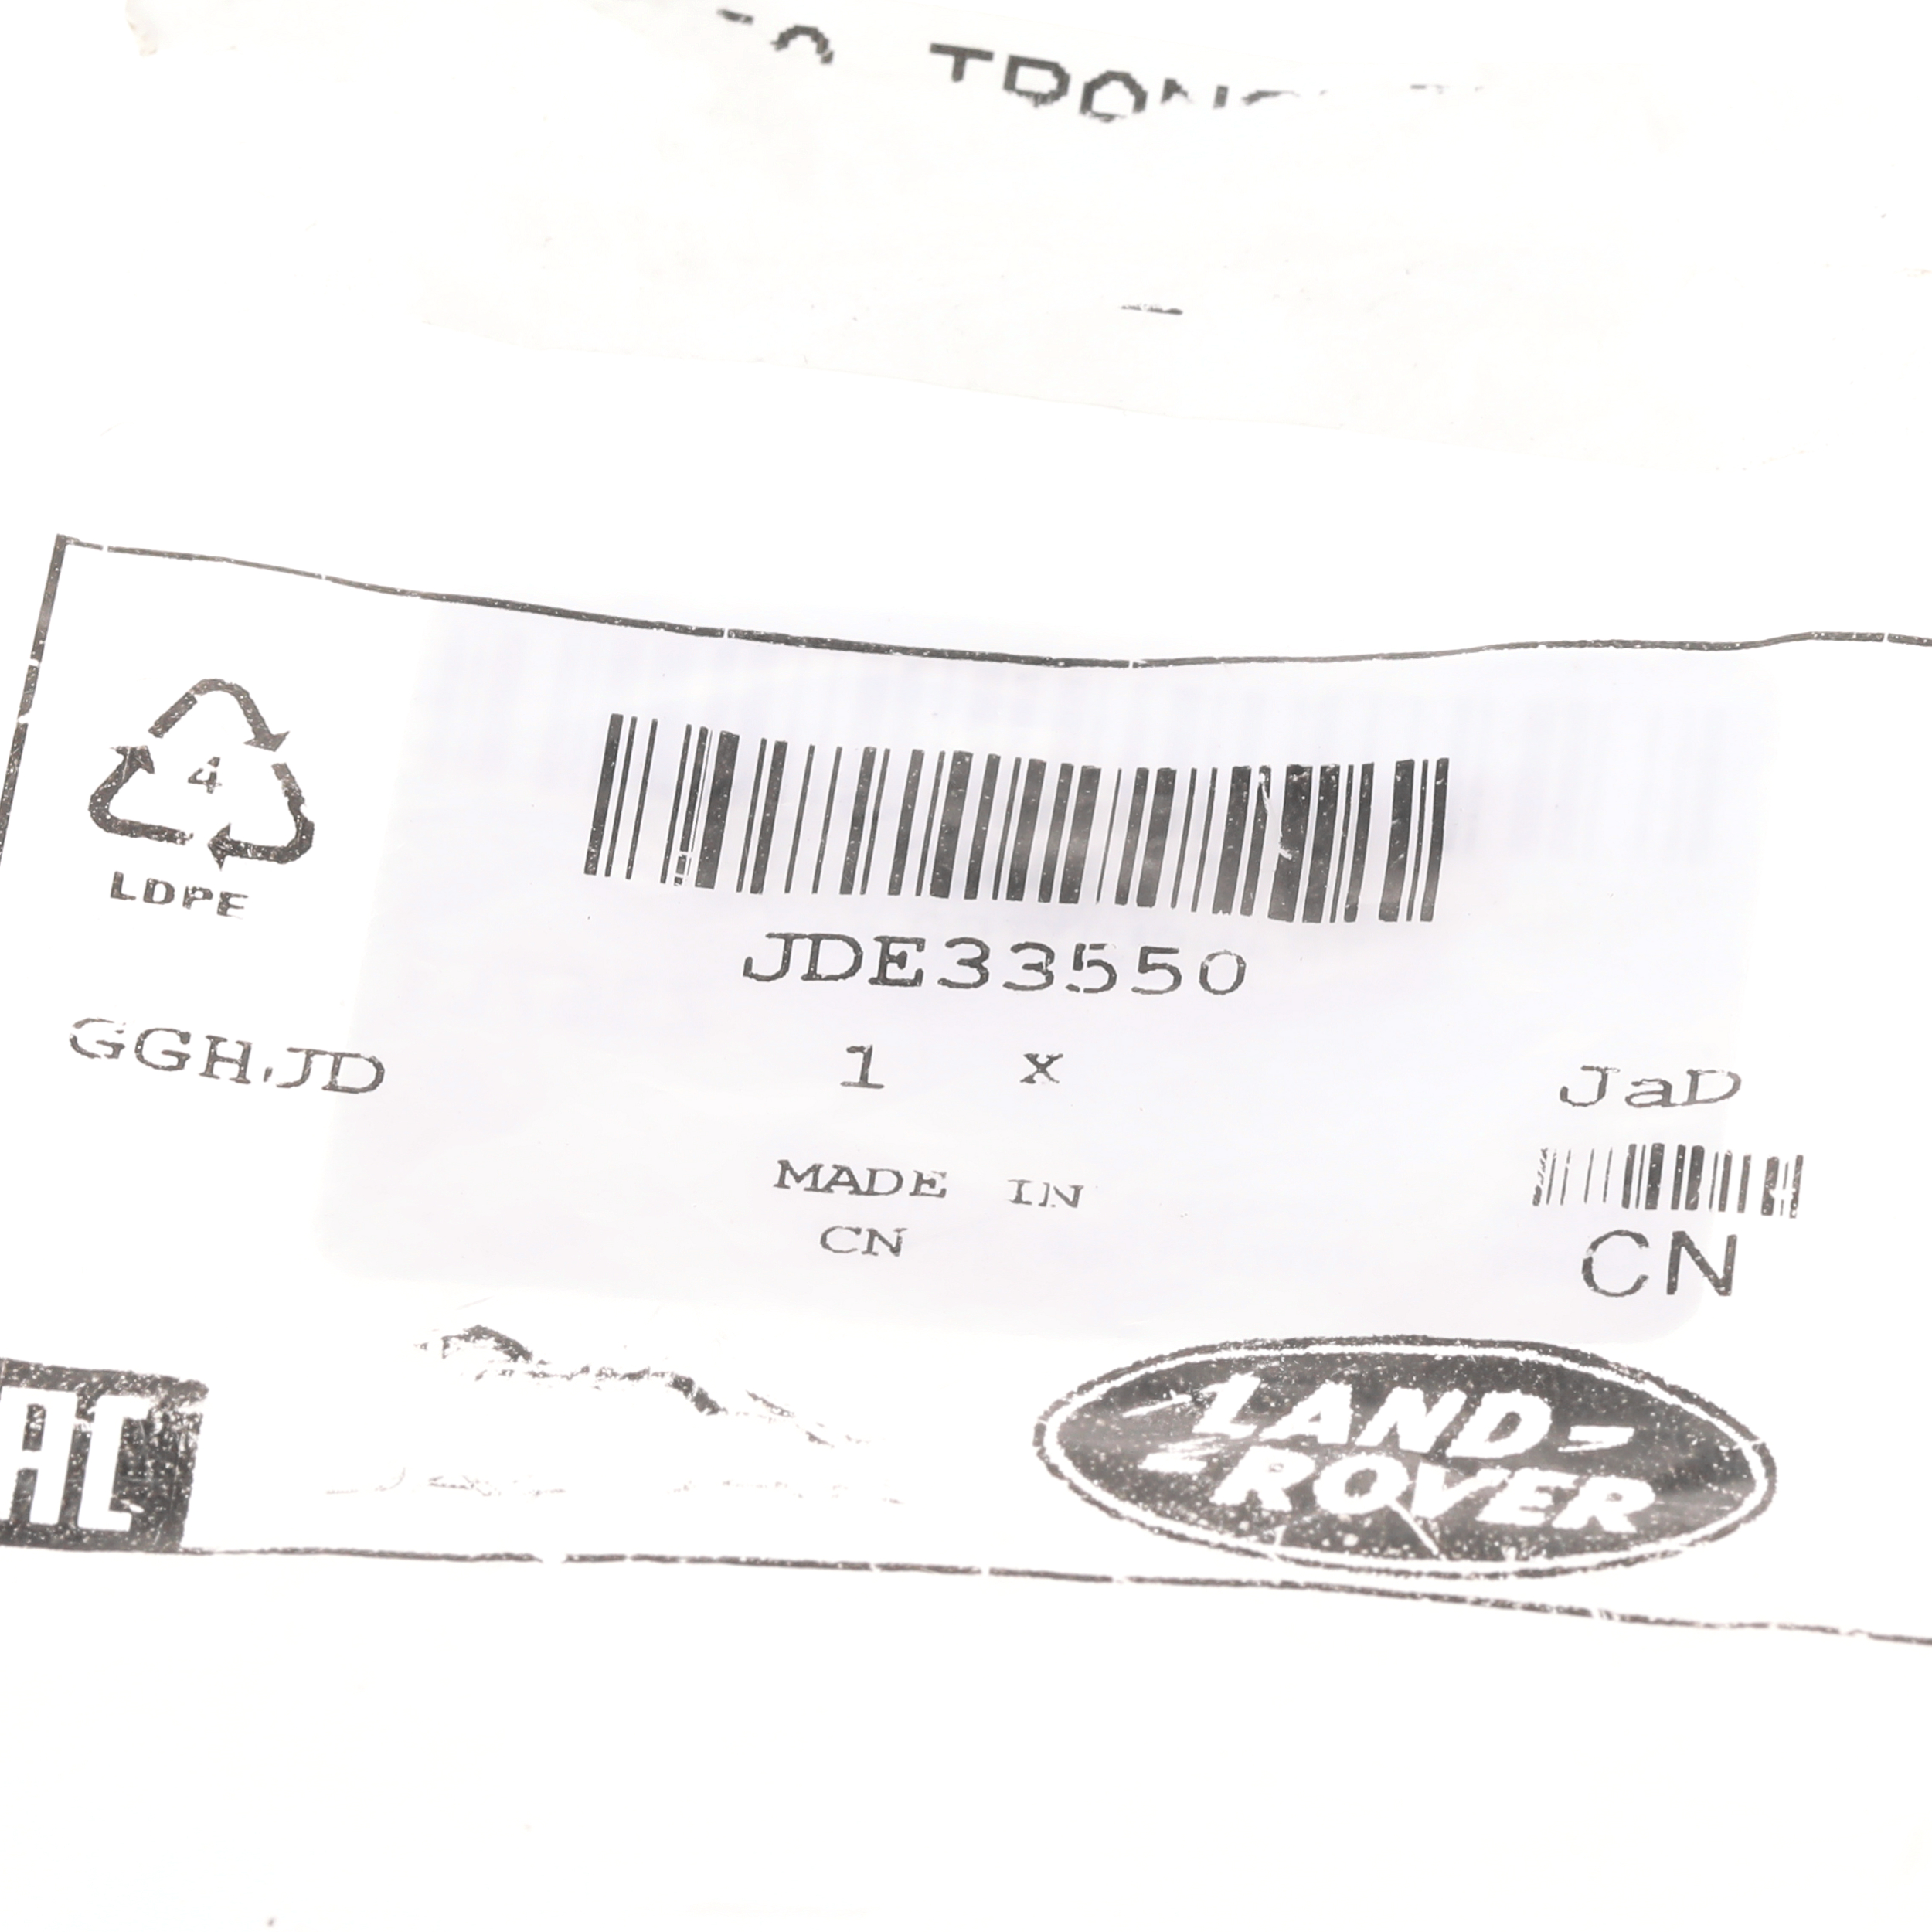 4
LDPE
JDE33550
GGH.JD
1 x
JaD
MADE IN
CN
CN
LAND-
ROVER